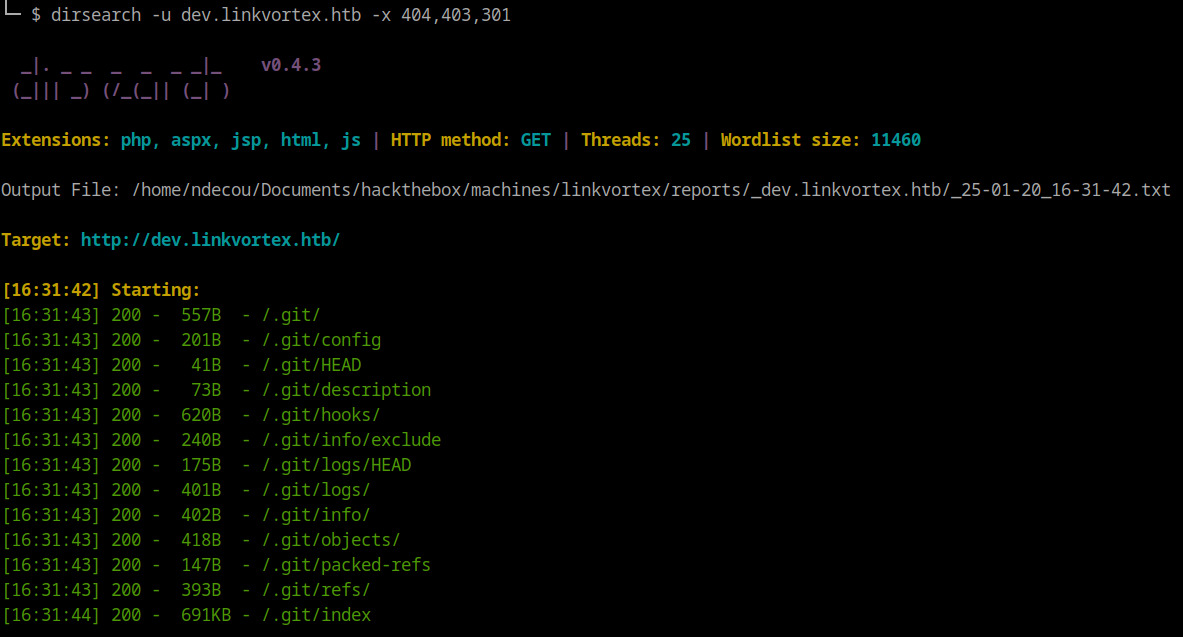 └─ $ dirsearch -u dev.linkvortex.htb -x 404,403,301
  _|. _ _  _  _  _ _|_    v0.4.3
 (_||| _) (/_(_|| (_| )
Extensions: php, aspx, jsp, html, js | HTTP method: GET | Threads: 25 | Wordlist size: 11460
Output File: /home/ndecou/Documents/hackthebox/machines/linkvortex/reports/_dev.linkvortex.htb/_25-01-20_16-31-42.txt
Target: http://dev.linkvortex.htb/
[16:31:42] Starting:
[16:31:43] 200 -  557B  - /.git/
[16:31:43] 200 -  201B  - /.git/config
[16:31:43] 200 -   41B  - /.git/HEAD
[16:31:43] 200 -   73B  - /.git/description
[16:31:43] 200 -  620B  - /.git/hooks/
[16:31:43] 200 -  240B  - /.git/info/exclude
[16:31:43] 200 -  175B  - /.git/logs/HEAD
[16:31:43] 200 -  401B  - /.git/logs/
[16:31:43] 200 -  402B  - /.git/info/
[16:31:43] 200 -  418B  - /.git/objects/
[16:31:43] 200 -  147B  - /.git/packed-refs
[16:31:43] 200 -  393B  - /.git/refs/
[16:31:44] 200 -  691KB - /.git/index